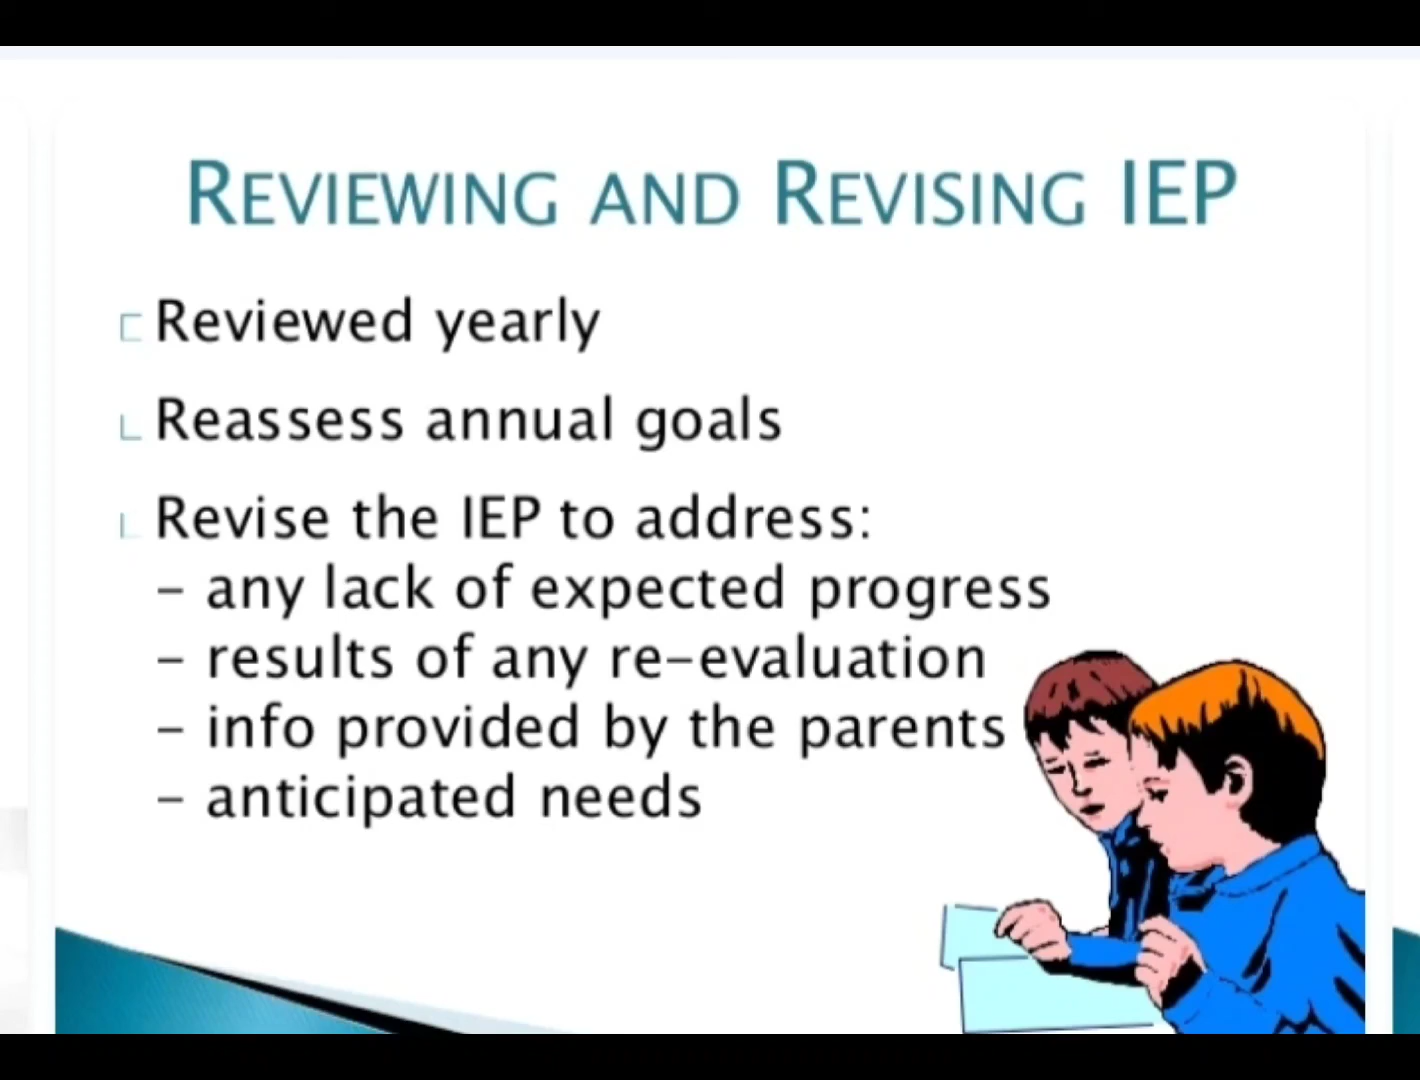 REVIEWING AND REVISING IEP
Reviewed yearly
Reassess annual goals
Revise the IEP to address:
– any lack of expected progress
– results of any re-evaluation
– info provided by the parents
– anticipated needs